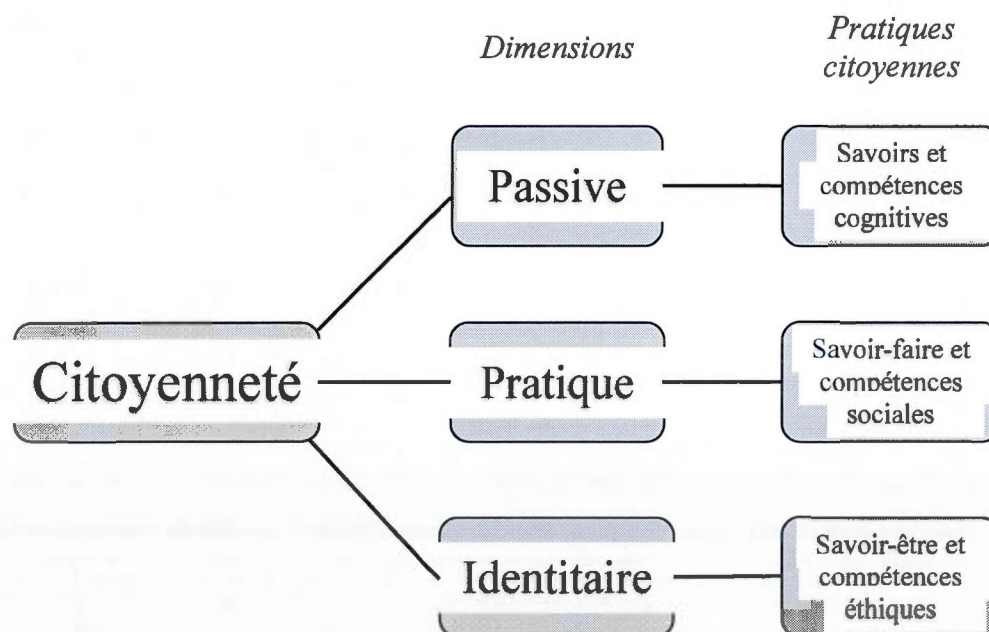 Dimensions
Pratiques
citoyennes
Passive
Savoirs et
compétences
cognitives
Citoyenneté
Pratique
Savoir-faire et
compétences
sociales
Identitaire
Savoir-être et
compétences
éthiques